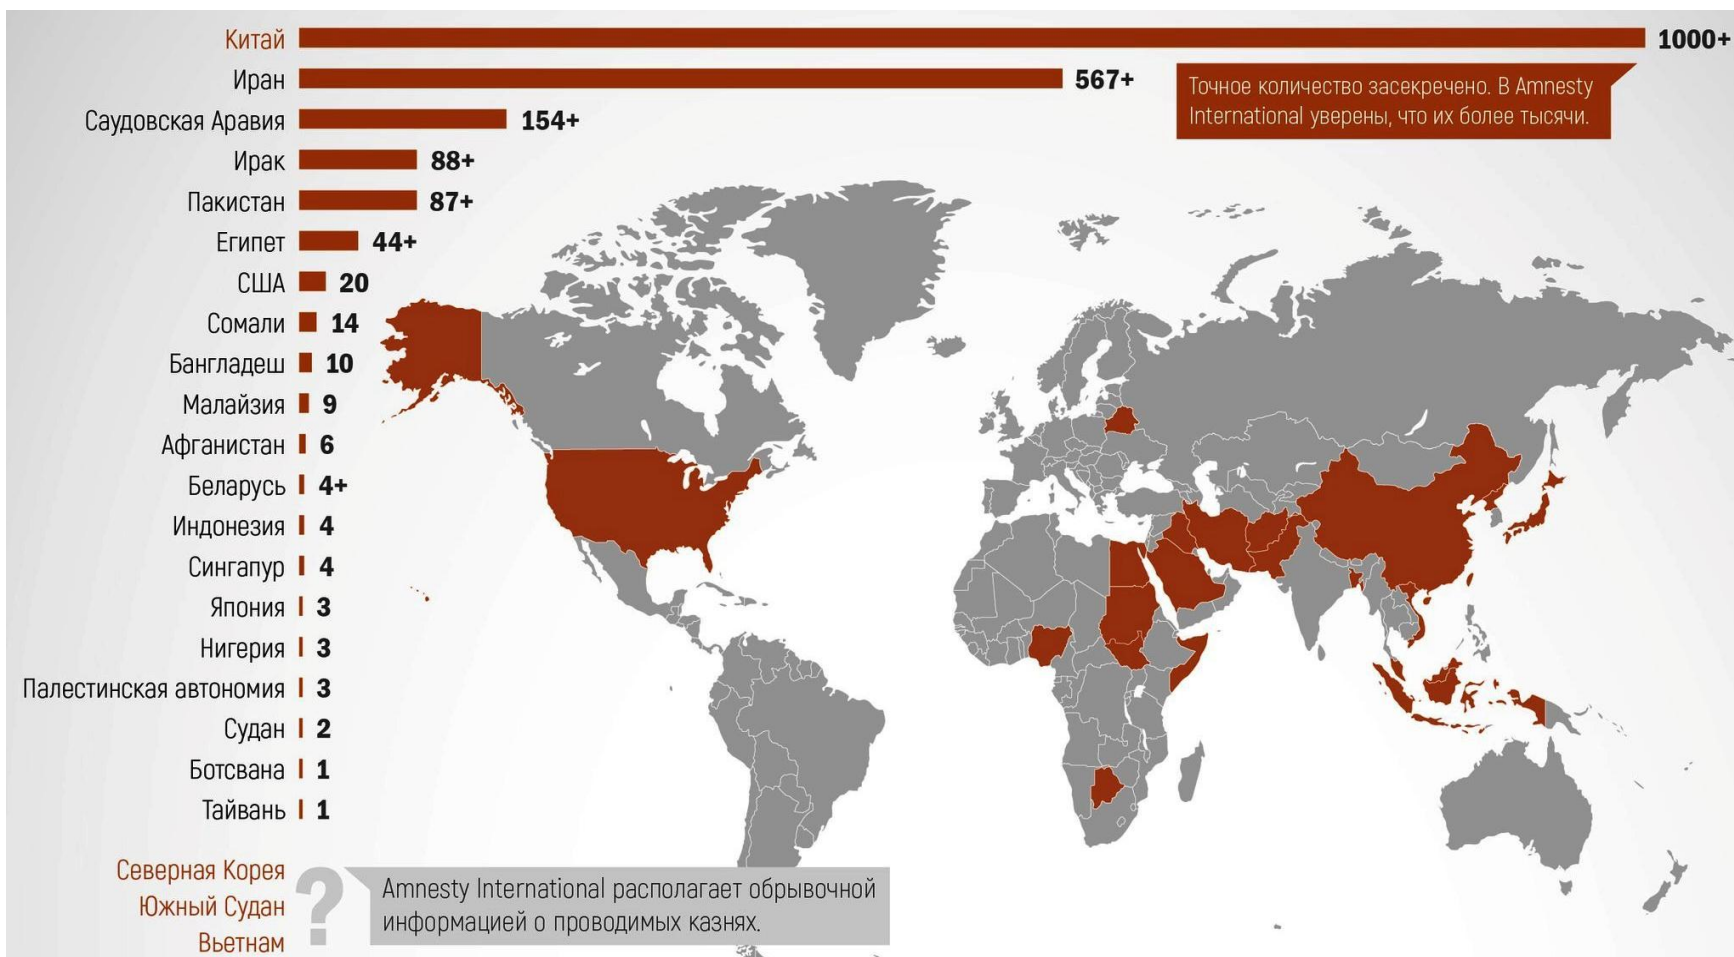 Китай 1000+
Иран 567+
Точное количество засекречено. В Amnesty
International уверены, что их более тысячи.
Саудовская Аравия 154+
Ирак 88+
Пакистан 87+
Египет 44+
США 20
Сомали 14
Бангладеш 10
Малайзия 9
Афганистан 6
Беларусь 4+
Индонезия 4
Сингапур 4
Япония 3
Нигерия 3
Палестинская автономия 3
Судан 2
Ботсвана 1
Тайвань 1
Северная Корея
Южный Судан
Вьетнам
?
Amnesty International располагает обрывочной
информацией о проводимых казнях.